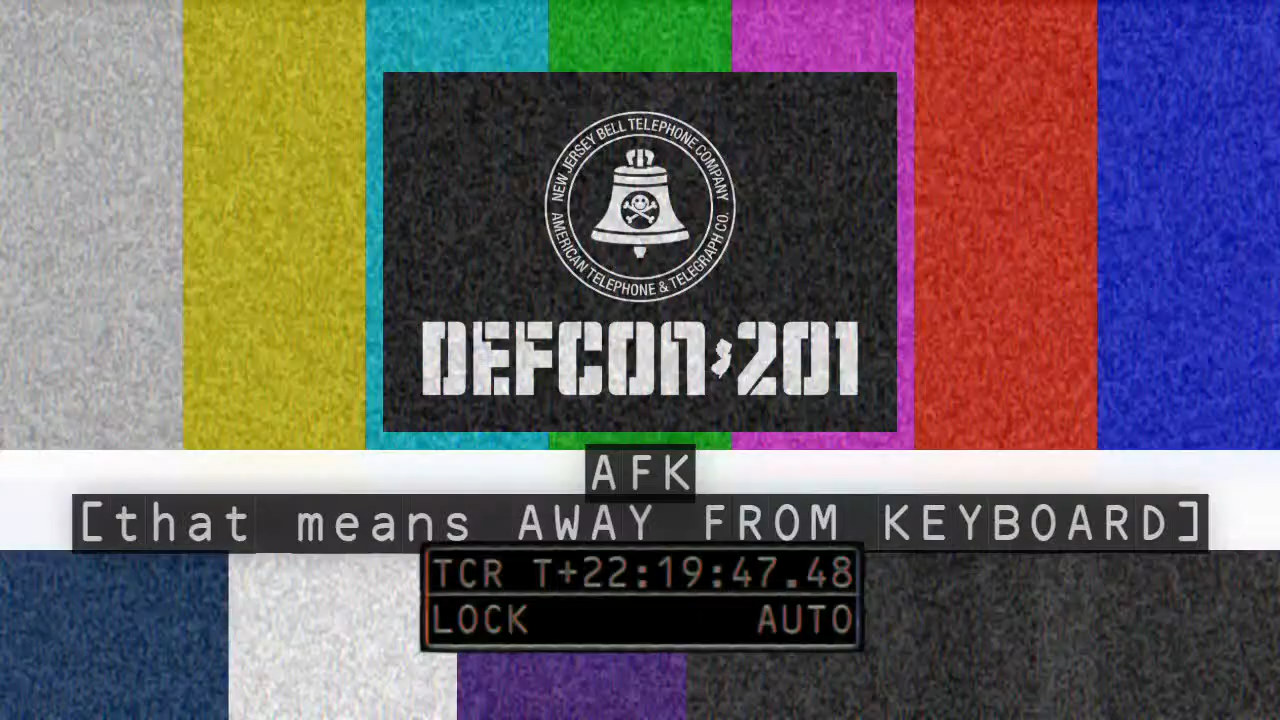 NEW JERSEY BELL TELEPHONE COMPANY
AMERICAN TELEPHONE & TELEGRAPH CO.
DEFCON 201
AFK
[that means AWAY FROM KEYBOARD]
TCR T+22:19:47.48
LOCK AUTO